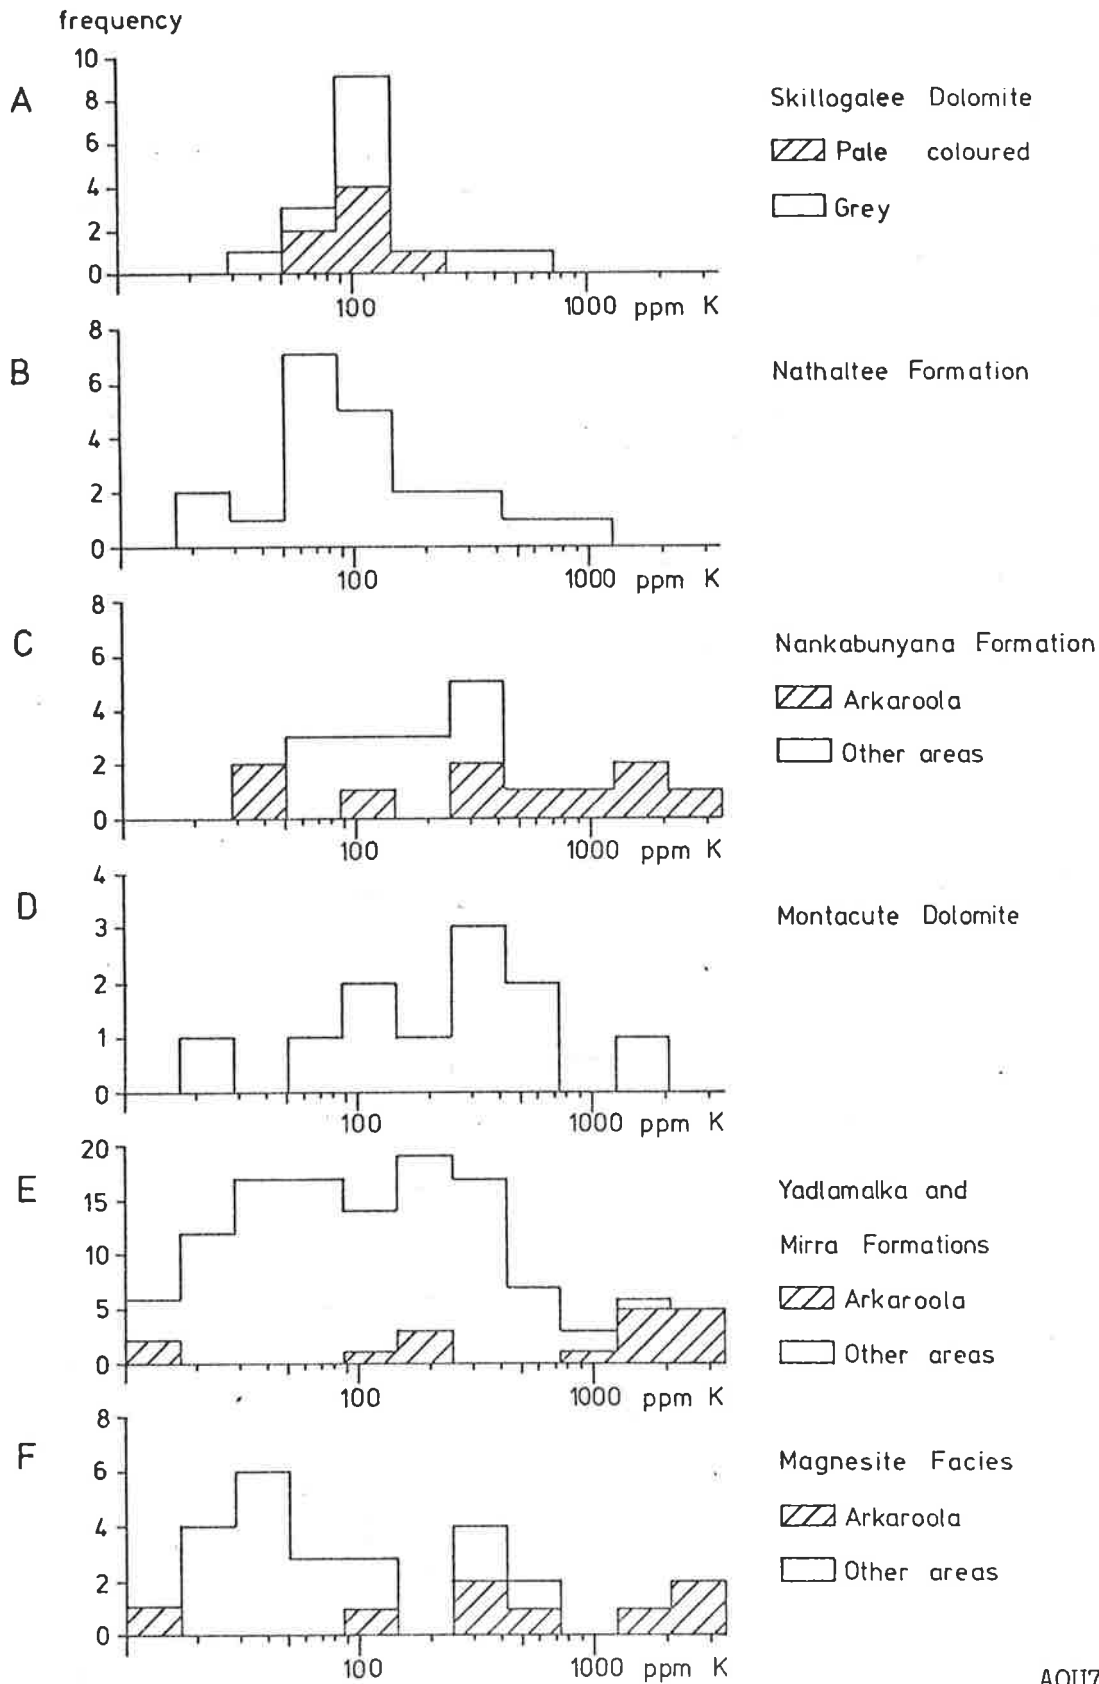 frequency
A
10
8
6
4
2
0
100
1000 ppm K
Skillogalee Dolomite
Pale coloured
Grey
B
8
6
4
2
0
100
1000 ppm K
Nathaltee Formation
C
8
6
4
2
0
100
1000 ppm K
Nankabunyana Formation
Arkaroola
Other areas
D
4
3
2
1
0
100
1000 ppm K
Montacute Dolomite
E
20
15
10
5
0
100
1000 ppm K
Yadlamalka and
Mirra Formations
Arkaroola
Other areas
F
8
6
4
2
0
100
1000 ppm K
Magnesite Facies
Arkaroola
Other areas